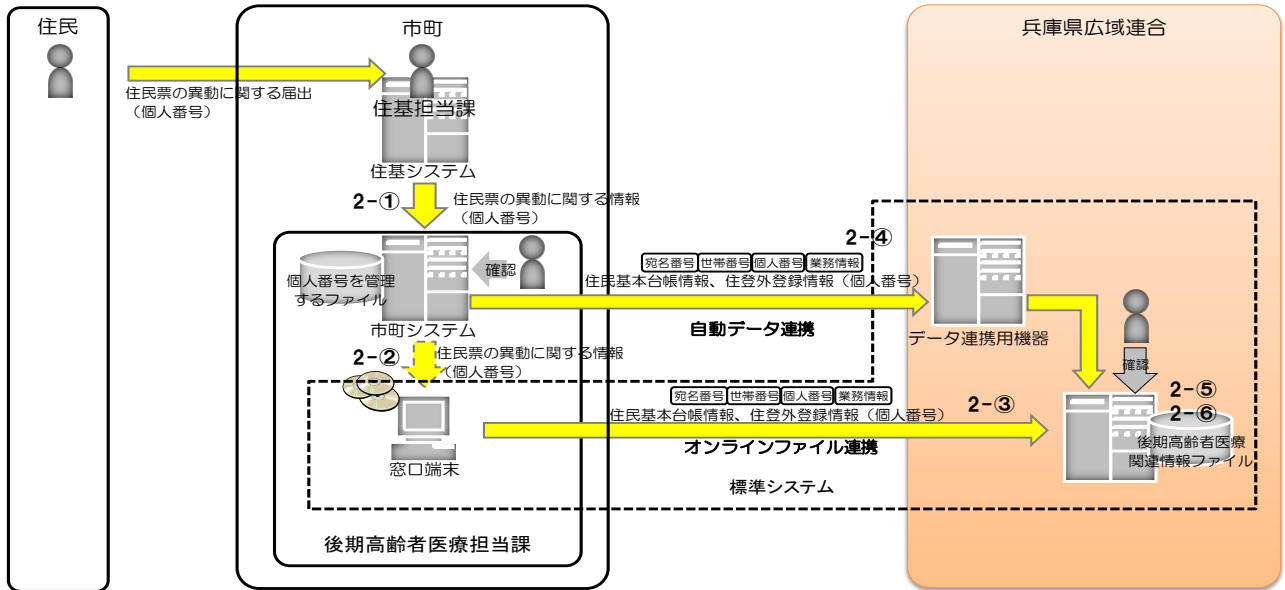 住民
市町
兵庫県広域連合
住民票の異動に関する届出
（個人番号）
住基担当課
住基システム
2-①
住民票の異動に関する情報
（個人番号）
2-④
個人番号を管理
するファイル
確認
宛名番号 世帯番号 個人番号 業務情報
住民基本台帳情報、住登外登録情報（個人番号）
自動データ連携
市町システム
データ連携用機器
2-②
住民票の異動に関する情報
（個人番号）
確認
宛名番号 世帯番号 個人番号 業務情報
住民基本台帳情報、住登外登録情報（個人番号）
2-③
オンラインファイル連携
2-⑤
2-⑥
後期高齢者医療
関連情報ファイル
窓口端末
標準システム
後期高齢者医療担当課